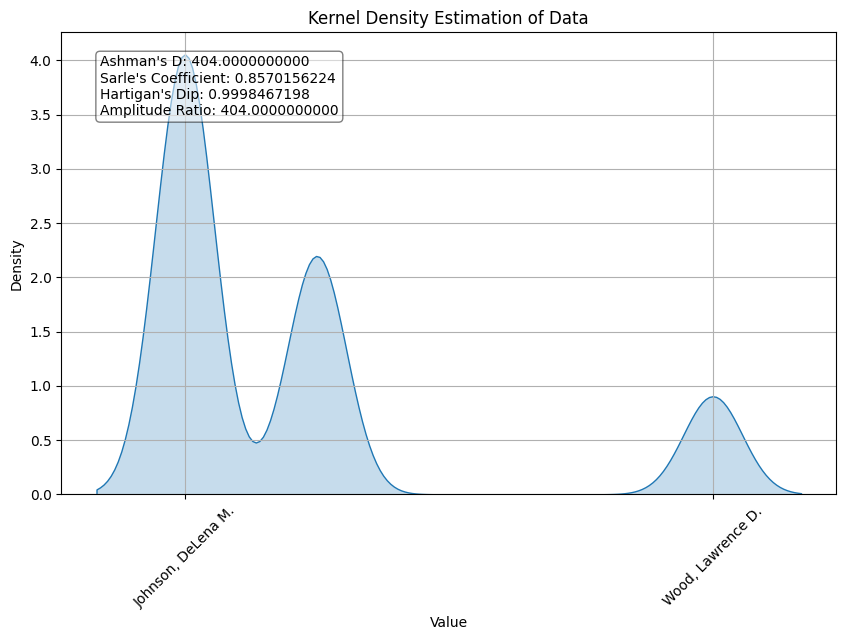 Kernel Density Estimation of Data
Ashman's D: 404.0000000000
Sarle's Coefficient: 0.8570156224
Hartigan's Dip: 0.9998467198
Amplitude Ratio: 404.0000000000
4.0
3.5
3.0
2.5
2.0
1.5
1.0
0.5
0.0
Density
Johnson, DeLena M.
Wood, Lawrence D.
Value